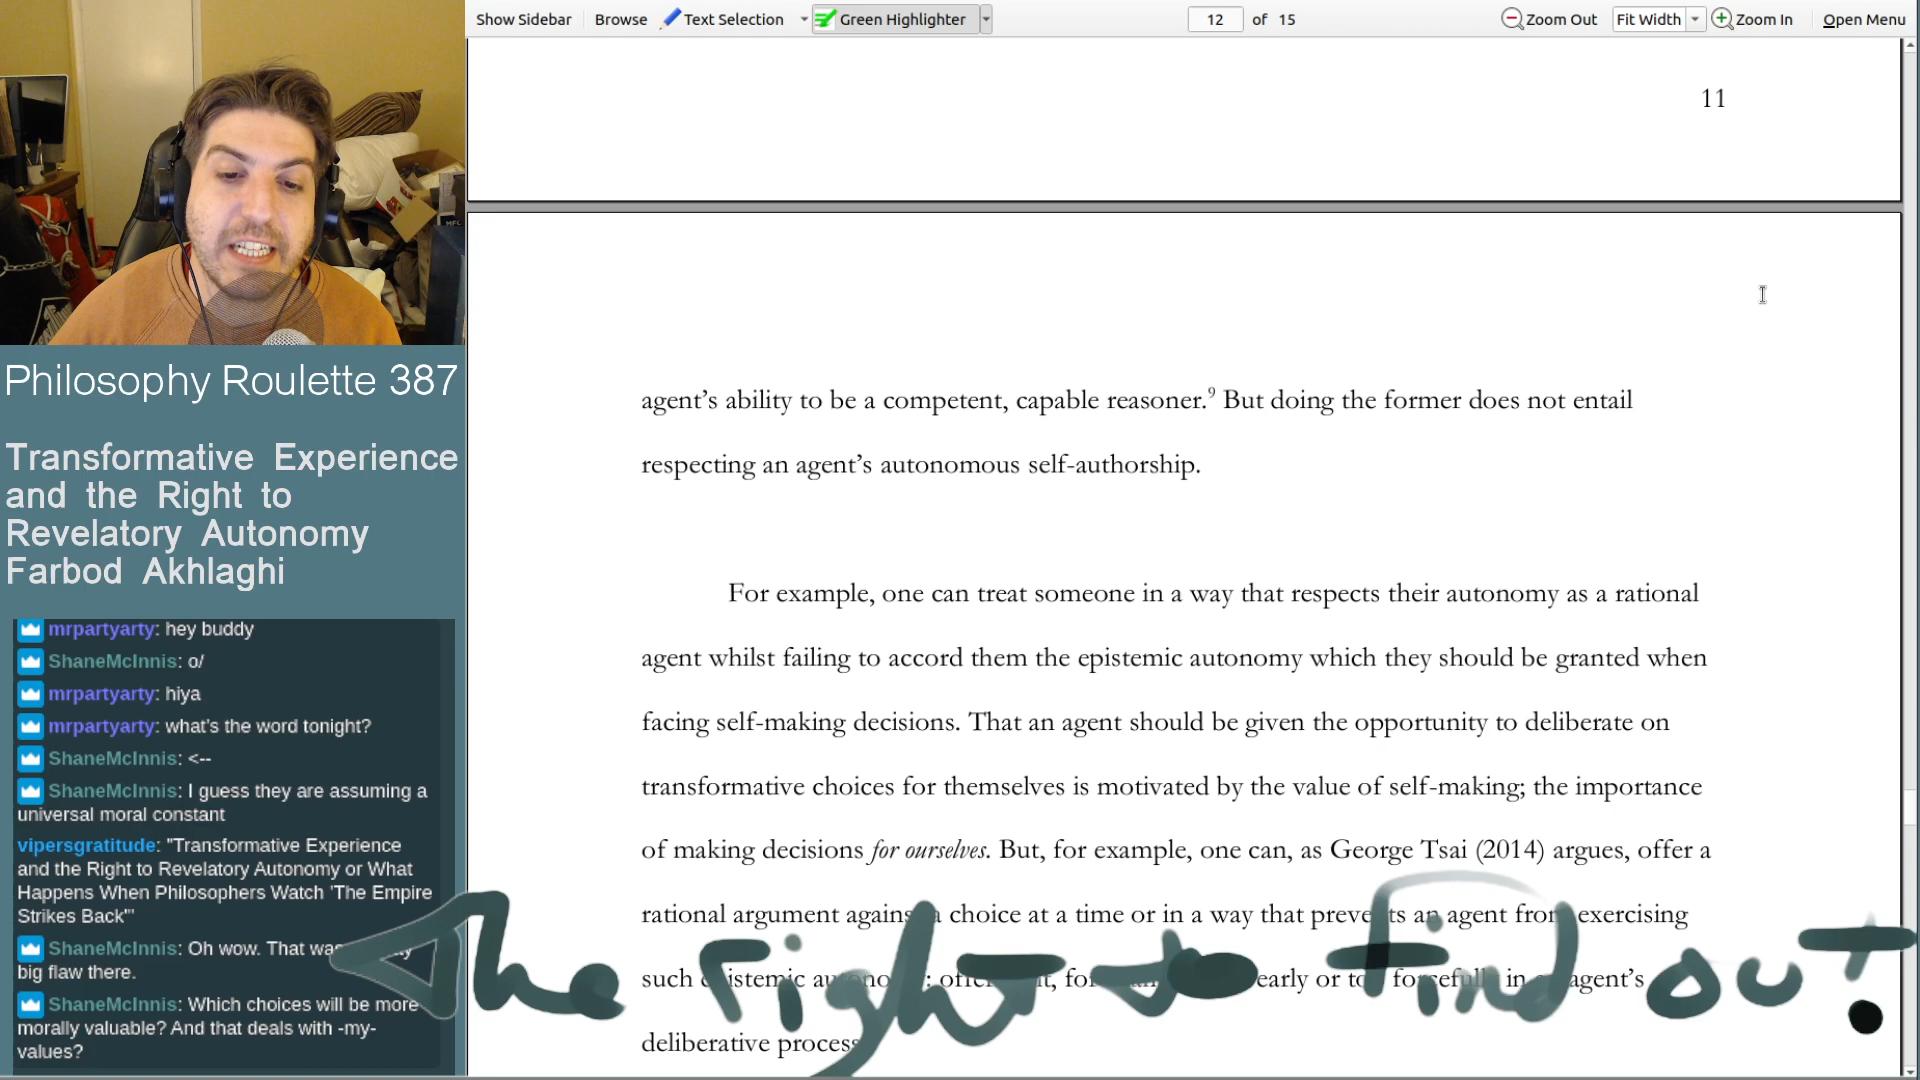 Show Sidebar Browse Text Selection Green Highlighter 12 of 15 Zoom Out Fit Width Zoom In Open Menu
11
agent’s ability to be a competent, capable reasoner.⁹ But doing the former does not entail
respecting an agent’s autonomous self-authorship.
For example, one can treat someone in a way that respects their autonomy as a rational
agent whilst failing to accord them the epistemic autonomy which they should be granted when
facing self-making decisions. That an agent should be given the opportunity to deliberate on
transformative choices for themselves is motivated by the value of self-making; the importance
of making decisions for ourselves. But, for example, one can, as George Tsai (2014) argues, offer a
rational argument against a choice at a time or in a way that prevents an agent from exercising
such epistemic early or too forcefully in agent’s
deliberative process
The right to find out!
Philosophy Roulette 387
Transformative Experience
and the Right to
Revelatory Autonomy
Farbod Akhlaghi
mrpartyarty: hey buddy
ShaneMcInnis: o/
mrpartyarty: hiya
mrpartyarty: what's the word tonight?
ShaneMcInnis: <--
ShaneMcInnis: I guess they are assuming a
universal moral constant
vipersgratitude: "Transformative Experience
and the Right to Revelatory Autonomy or What
Happens When Philosophers Watch 'The Empire
Strikes Back'"
ShaneMcInnis: Oh wow. That was
big flaw there.
ShaneMcInnis: Which choices will be more
morally valuable? And that deals with -my-
values?